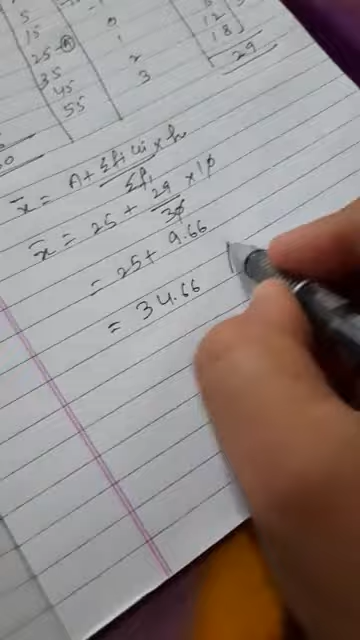 5
15 0 12
25-A 1 18
35 2 29
45 3
55
x̄ = A + Σfiui/Σfi × h
x̄ = 25 + 29/30 × 10
= 25 + 9.66
= 34.66